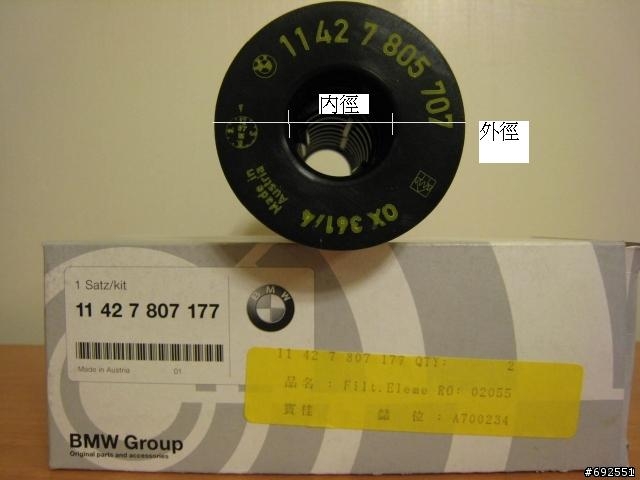 11 42 7 805 707
內徑
外徑
Made in
Austria
OX 361/4
1 Satz/kit
11 42 7 807 177
BMW
Made in Austria 01
11 42 7 807 177 QTY: 2
品名 : Filt.Eleme RO: 02055
儲位 : A700234
BMW Group
Original parts and accessories
#692551